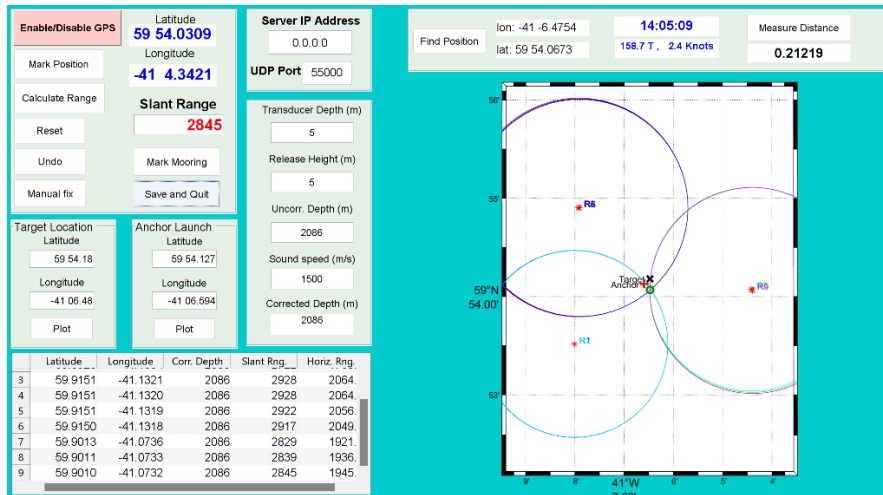 Enable/Disable GPS
Mark Position
Calculate Range
Reset
Undo
Manual fix
Latitude
59 54.0309
Longitude
-41 4.3421
Slant Range
2845
Mark Mooring
Save and Quit
Server IP Address
0.0.0.0
UDP Port 55000
Transducer Depth (m)
5
Release Height (m)
5
Uncorr. Depth (m)
2086
Sound speed (m/s)
1500
Corrected Depth (m)
2086
Target Location
Latitude
59 54.18
Longitude
-41 06.48
Plot
Anchor Launch
Latitude
59 54.127
Longitude
-41 06.594
Plot
Latitude Longitude Corr. Depth Slant Rng. Horiz. Rng.
3 59.9151 -41.1321 2086 2928 2064.
4 59.9151 -41.1320 2086 2928 2064.
5 59.9151 -41.1319 2086 2922 2056.
6 59.9150 -41.1318 2086 2917 2049.
7 59.9013 -41.0736 2086 2829 1921.
8 59.9011 -41.0733 2086 2839 1936.
9 59.9010 -41.0732 2086 2845 1945.
Find Position
lon: -41 -6.4754
lat: 59 54.0673
14:05:09
158.7 T , 2.4 Knots
Measure Distance
0.21219
56'
55'
59°N
54.00'
53'
Target
Anchor
9'
8'
41°W
6'
5'
4'